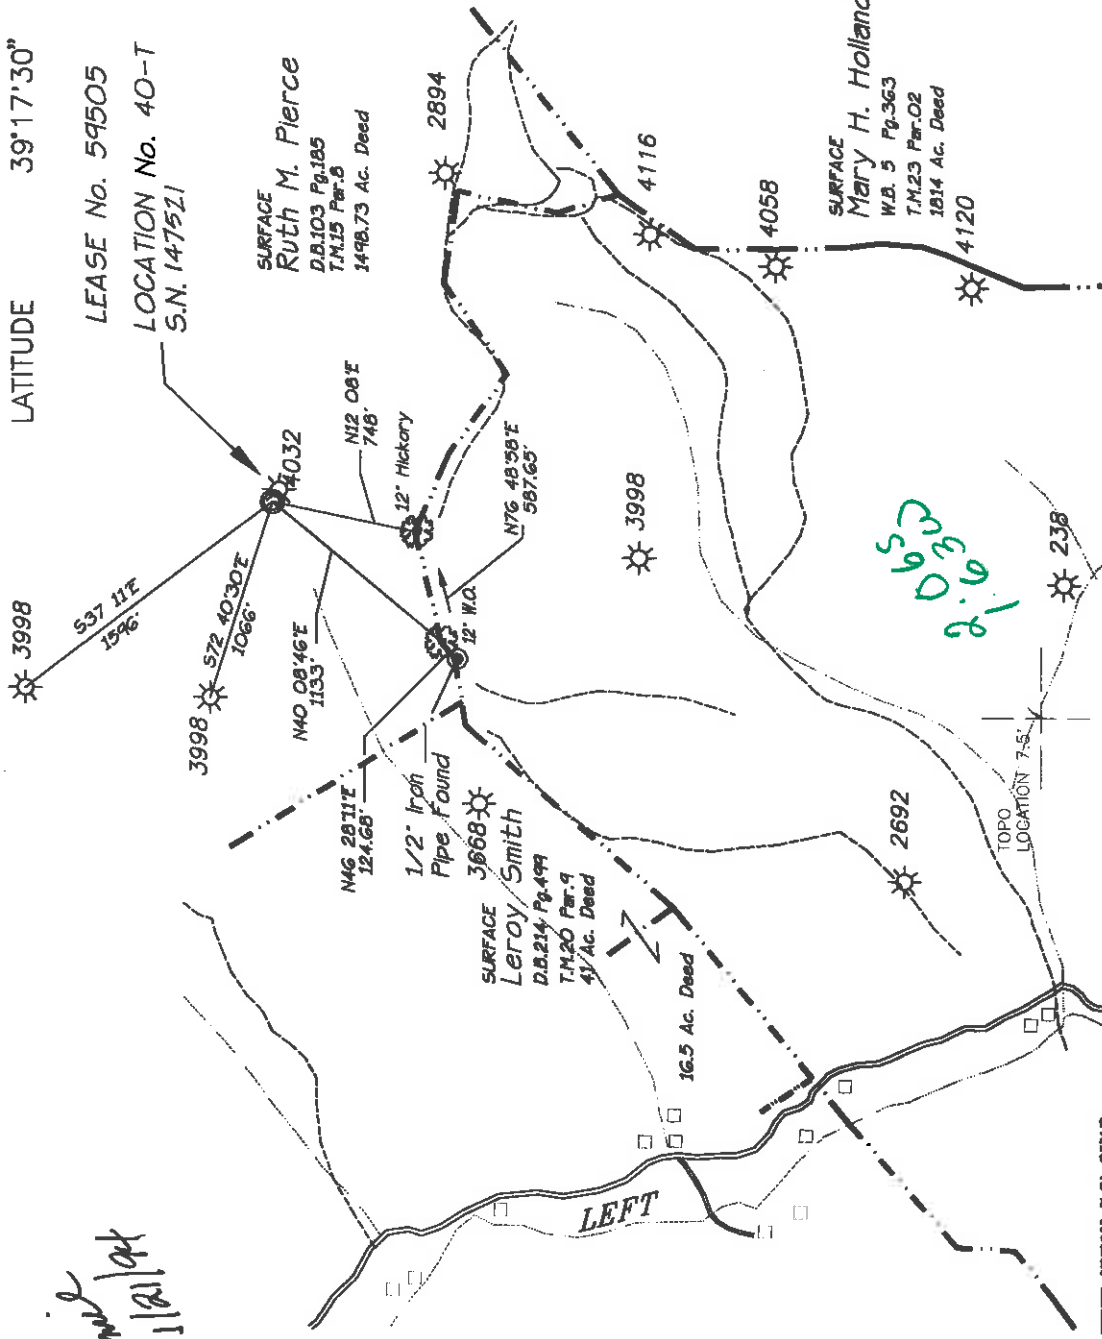 LATITUDE 39°17'30"
LEASE No. 59505
LOCATION No. 40-T
S.N. 147521
SURFACE
Ruth M. Pierce
D.B.103 Pg.185
T.M.15 Par.8
1498.73 Ac. Deed
2894
4116
4058
4120
SURFACE
Mary H. Holland
W.B. 5 Pg.363
T.M.23 Par.02
1814 Ac. Deed
4032
N12 08'E
748'
12" Hickory
N76 48'58"E
587.65'
12" W.O.
3998
S37 11'E
1596'
3998
S72 40'30"E
1066'
N40 08'46"E
1133'
N46 28'11"E
124.68'
1/2" Iron
Pipe Found
3668
SURFACE
Leroy Smith
D.B.214 Pg.499
T.M.20 Par.9
41 Ac. Deed
16.5 Ac. Deed
3998
238
2692
TOPO
LOCATION 7.5'
LEFT
1/21/94